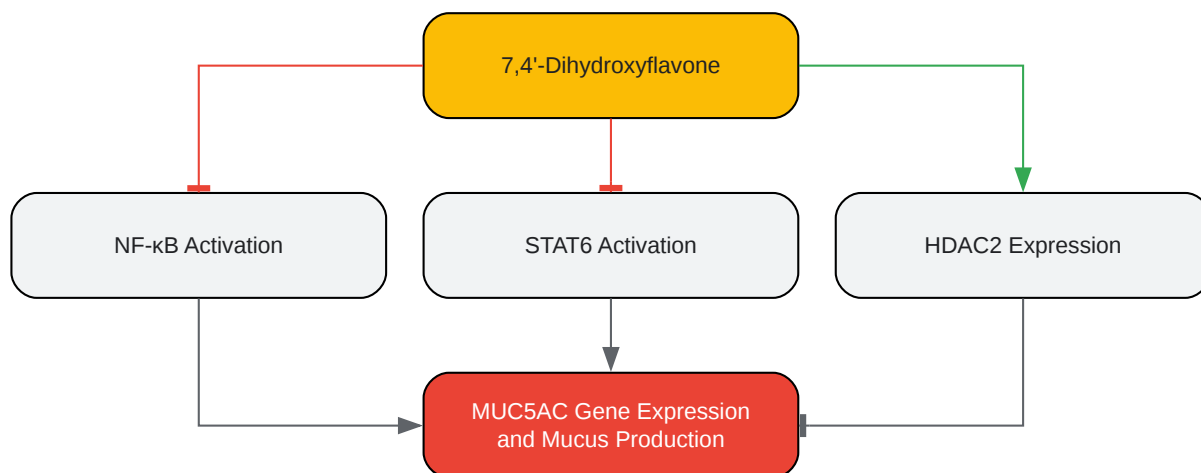 7,4'-Dihydroxyflavone
NF-κB Activation
STAT6 Activation
HDAC2 Expression
MUC5AC Gene Expression
and Mucus Production